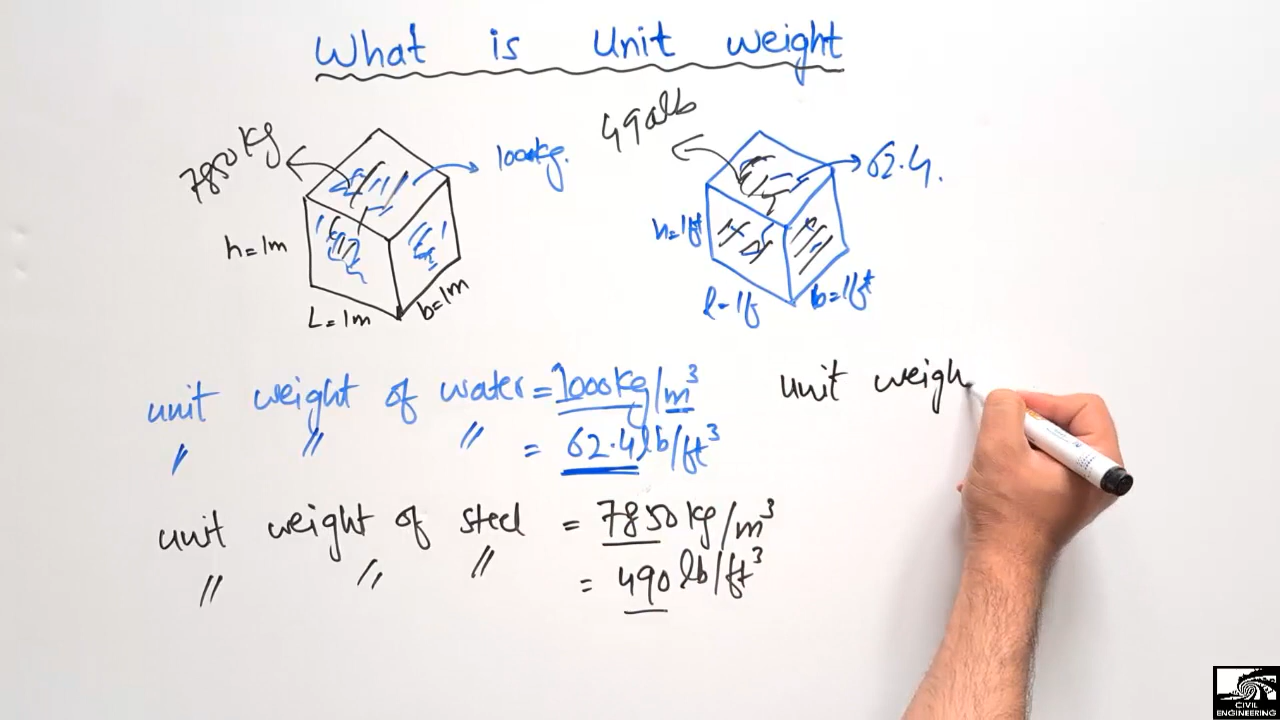 What is Unit weight
7850 kg
1000kg.
h=1m
L=1m
b=1m
490lb
62.4.
h=1ft
l=1f
b=1ft
unit weight of water = 1000kg/m³
" " " = 62.4lb/ft³
unit weight of steel = 7850kg/m³
" " " = 490lb/ft³
unit weigh
CIVIL
ENGINEERING